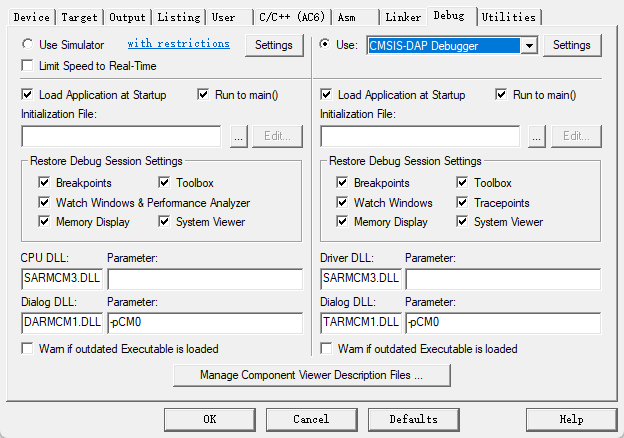 Device Target Output Listing User C/C++ (AC6) Asm Linker Debug Utilities
Use Simulator with restrictions Settings
Use: CMSIS-DAP Debugger Settings
Limit Speed to Real-Time
Load Application at Startup Run to main()
Load Application at Startup Run to main()
Initialization File:
Initialization File:
... Edit...
... Edit...
Restore Debug Session Settings
Breakpoints Toolbox
Watch Windows & Performance Analyzer
Memory Display System Viewer
Restore Debug Session Settings
Breakpoints Toolbox
Watch Windows Tracepoints
Memory Display System Viewer
CPU DLL: Parameter:
SARMCM3.DLL
Driver DLL: Parameter:
SARMCM3.DLL
Dialog DLL: Parameter:
DARMCM1.DLL -pCM0
Dialog DLL: Parameter:
TARMCM1.DLL -pCM0
Warn if outdated Executable is loaded
Warn if outdated Executable is loaded
Manage Component Viewer Description Files ...
OK Cancel Defaults Help